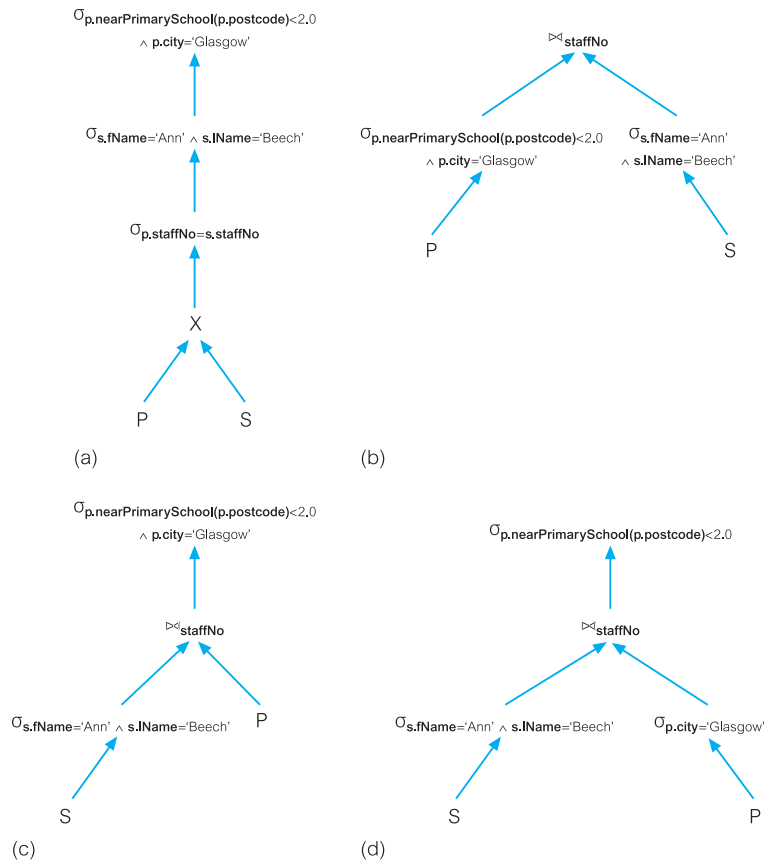 σp.nearPrimarySchool(p.postcode)<2.0
∧ p.city=‘Glasgow’
σs.fName=‘Ann’ ∧ s.lName=‘Beech’
σp.staffNo=s.staffNo
X
P S
(a)
⋈staffNo
σp.nearPrimarySchool(p.postcode)<2.0
∧ p.city=‘Glasgow’
σs.fName=‘Ann’
∧ s.lName=‘Beech’
P S
(b)
σp.nearPrimarySchool(p.postcode)<2.0
∧ p.city=‘Glasgow’
⋈staffNo
σs.fName=‘Ann’ ∧ s.lName=‘Beech’ P
S
(c)
σp.nearPrimarySchool(p.postcode)<2.0
⋈staffNo
σs.fName=‘Ann’ ∧ s.lName=‘Beech’ σp.city=‘Glasgow’
S P
(d)